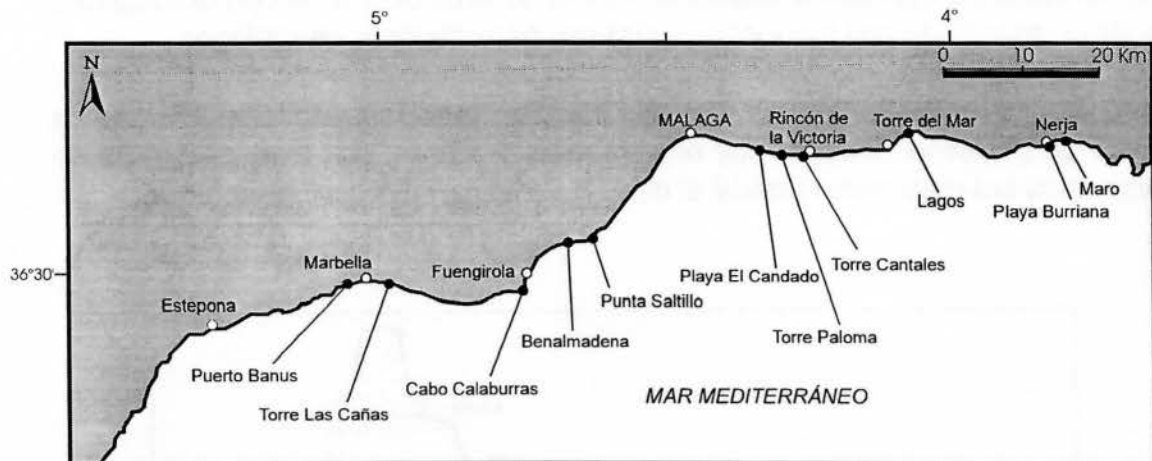 5°
4°
N
0
10
20 Km
MALAGA
Rincón de
la Victoria
Torre del Mar
Nerja
Maro
Lagos
Playa Burriana
36°30'
Marbella
Fuengirola
Playa El Candado
Torre Cantales
Estepona
Punta Saltillo
Torre Paloma
Benalmadena
Puerto Banus
Cabo Calaburras
MAR MEDITERRÁNEO
Torre Las Cañas